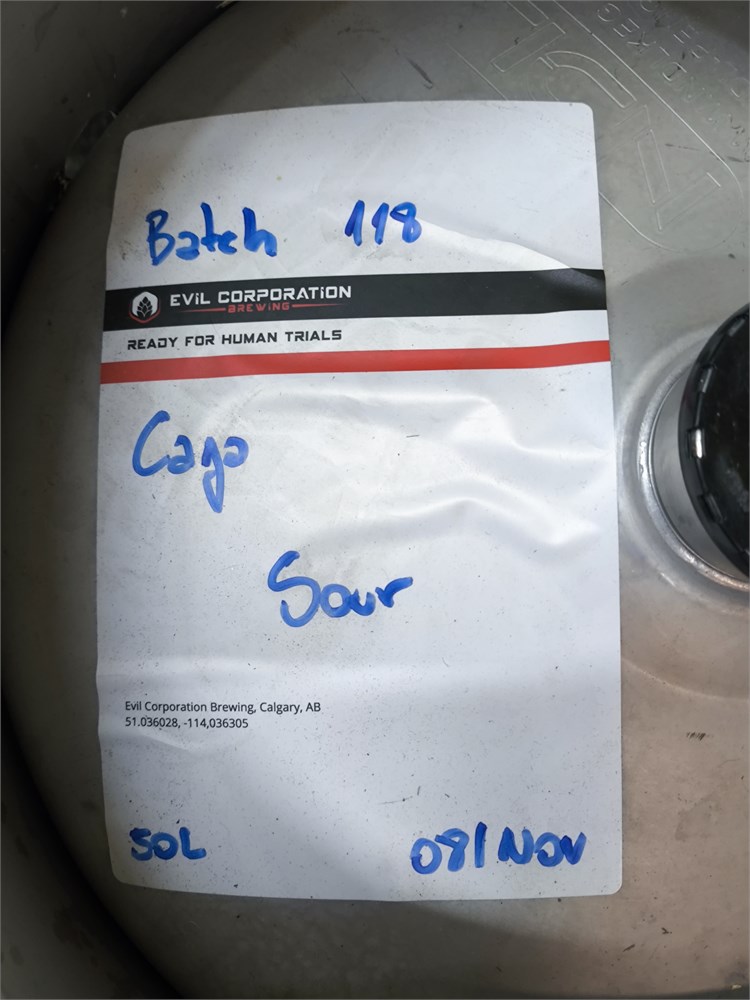 Batch 118
EVIL CORPORATION
BREWING
READY FOR HUMAN TRIALS
Caja
Sour
Evil Corporation Brewing, Calgary, AB
51.036028, -114,036305
50L
08/NOV